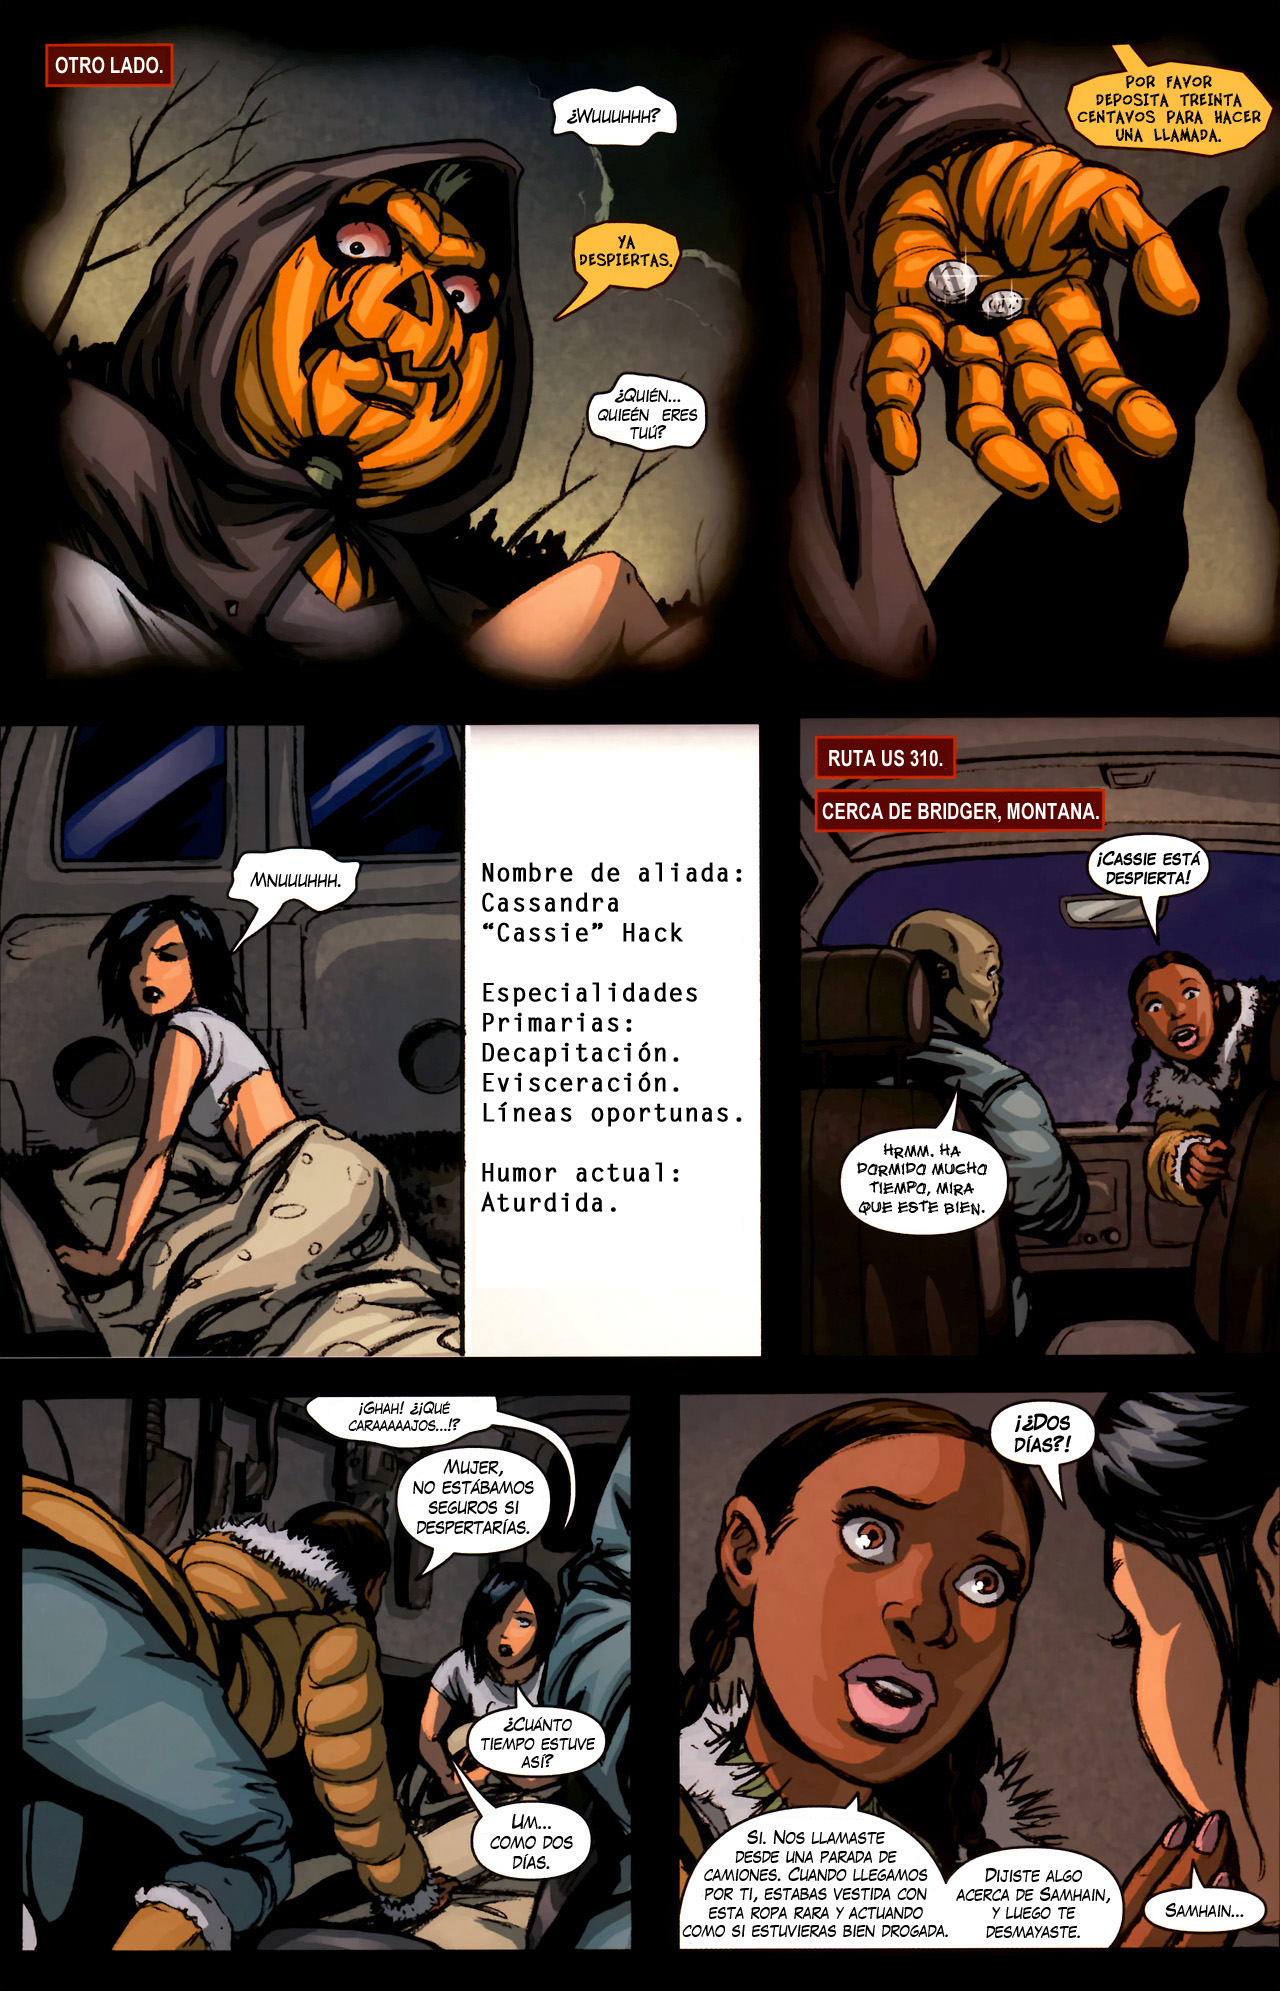 OTRO LADO.
¿WUUUHHH?
YA
DESPIERTAS.
¿QUIÉN...
QUIEÉN ERES
TUÚ?
POR FAVOR
DEPOSITA TREINTA
CENTAVOS PARA HACER
UNA LLAMADA.
MNUUUHHH.
Nombre de aliada:
Cassandra
“Cassie” Hack
Especialidades
Primarias:
Decapitación.
Evisceración.
Líneas oportunas.
Humor actual:
Aturdida.
RUTA US 310.
CERCA DE BRIDGER, MONTANA.
¡CASSIE ESTÁ
DESPIERTA!
HRMM. HA
DORMIDO MUCHO
TIEMPO, MIRA
QUE ESTE BIEN.
¡GHAH! ¿¡QUÉ
CARAAAAAJOS...!?
MUJER,
NO ESTÁBAMOS
SEGUROS SI
DESPERTARÍAS.
¿CUÁNTO
TIEMPO ESTUVE
ASÍ?
UM...
COMO DOS
DÍAS.
¡¿DOS
DÍAS?!
SI. NOS LLAMASTE
DESDE UNA PARADA DE
CAMIONES. CUANDO LLEGAMOS
POR TI, ESTABAS VESTIDA CON
ESTA ROPA RARA Y ACTUANDO
COMO SI ESTUVIERAS BIEN DROGADA.
DIJISTE ALGO
ACERCA DE SAMHAIN,
Y LUEGO TE
DESMAYASTE.
SAMHAIN...